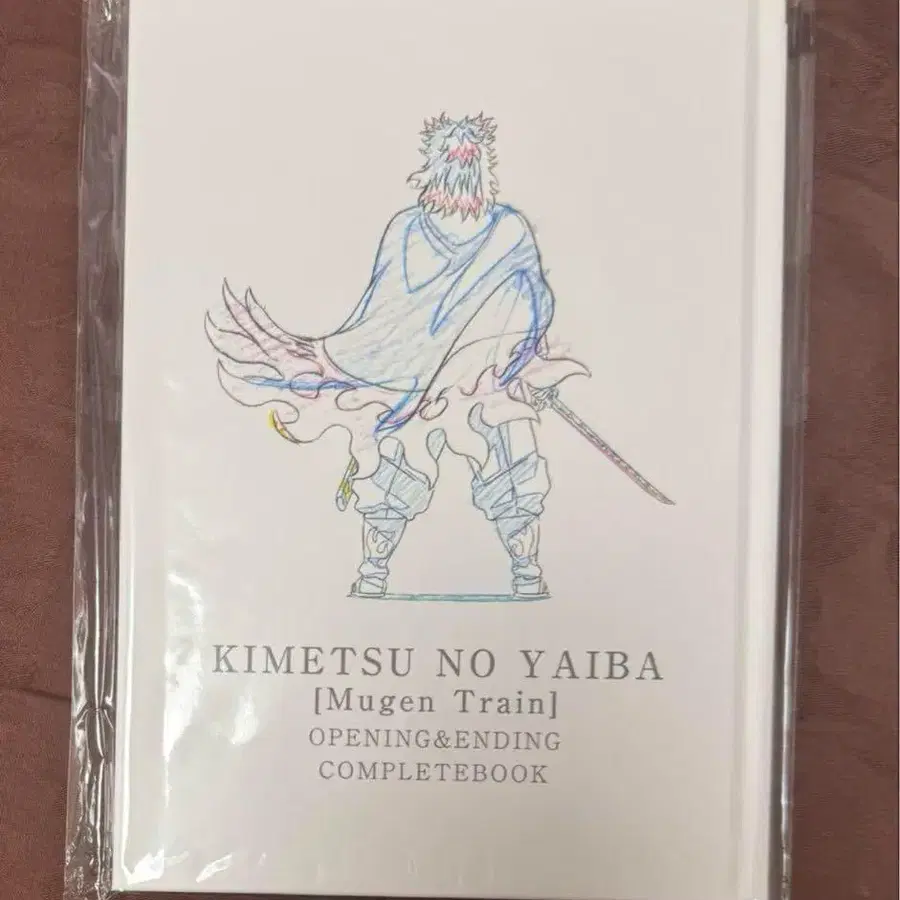 KIMETSU NO YAIBA
[Mugen Train]
OPENING&ENDING
COMPLETEBOOK